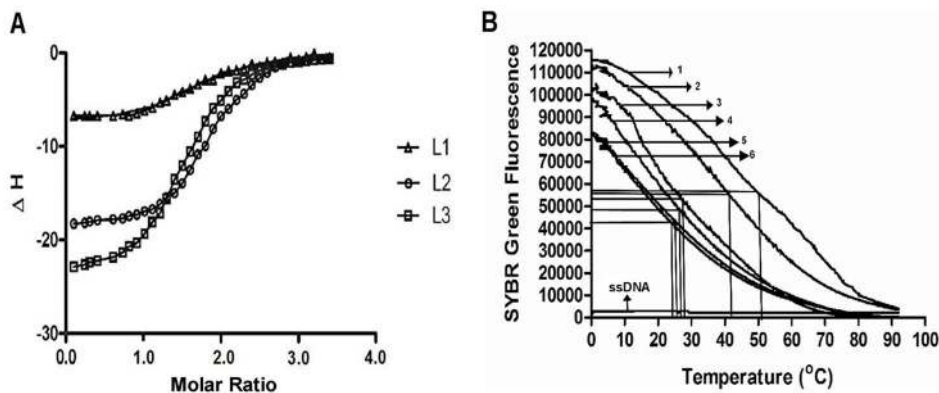 A
0
-10
-20
-30
Δ H
0.0
1.0
2.0
3.0
4.0
Molar Ratio
L1
L2
L3
B
SYBR Green Fluorescence
120000
110000
100000
90000
80000
70000
60000
50000
40000
30000
20000
10000
0
1
2
3
4
5
6
ssDNA
0 10 20 30 40 50 60 70 80 90 100
Temperature (°C)